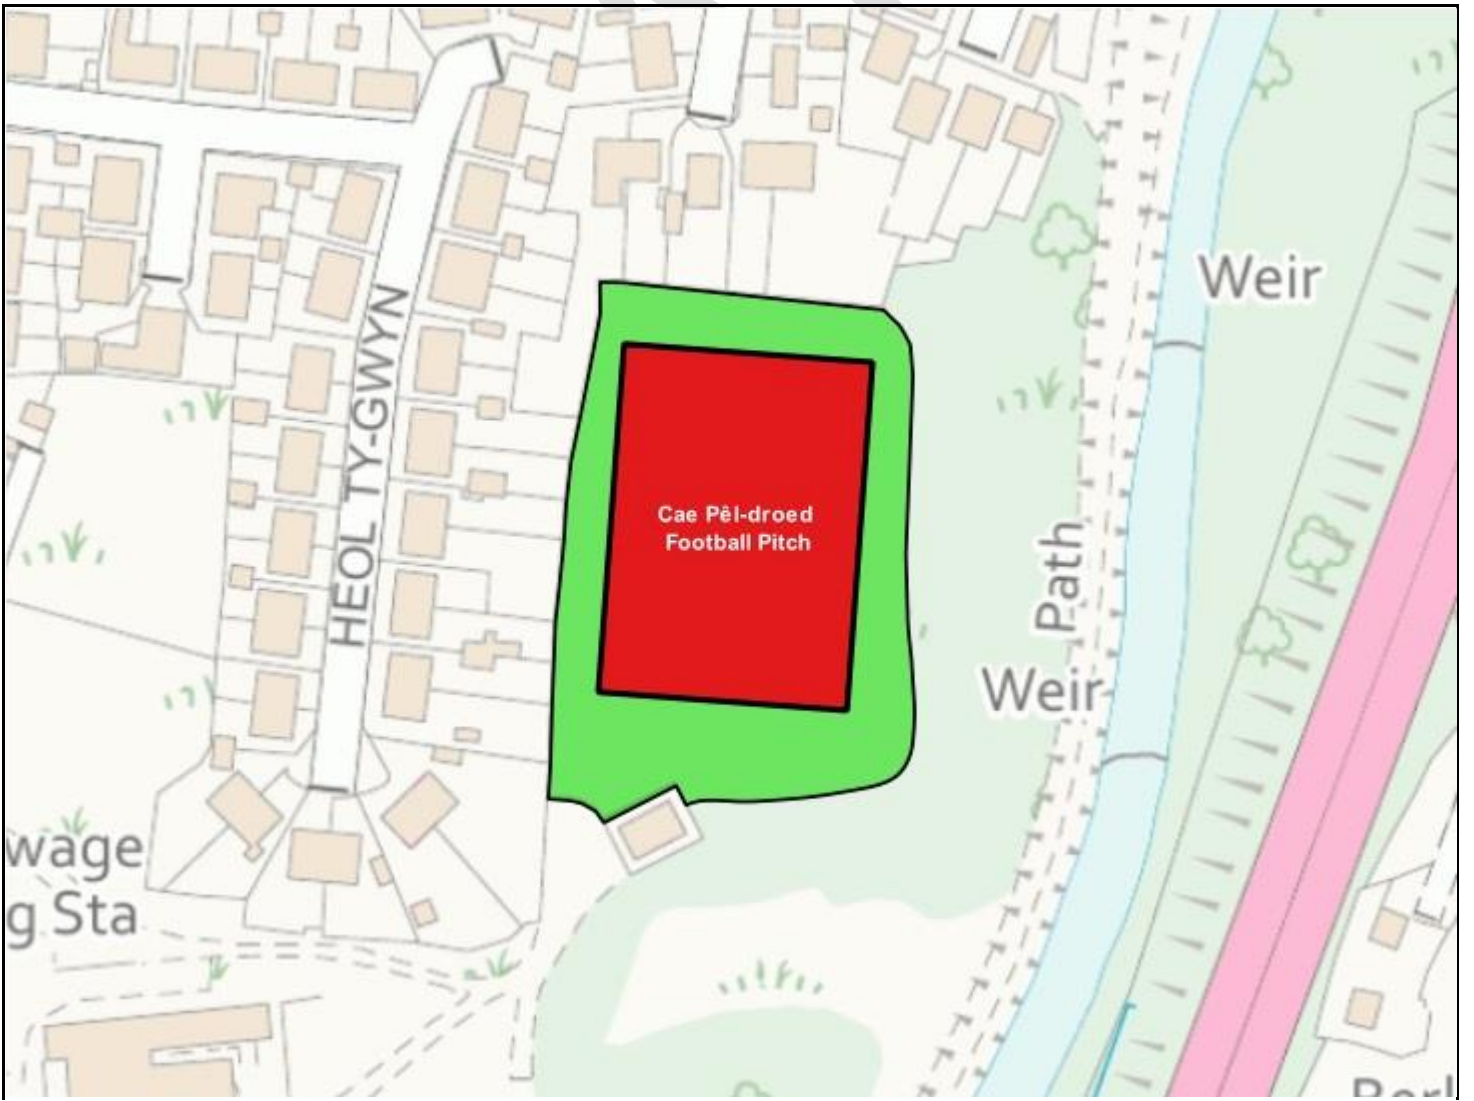 Weir
HEOL TY-GWYN
Cae Pêl-droed
Football Pitch
Path
Weir
wage
g Sta